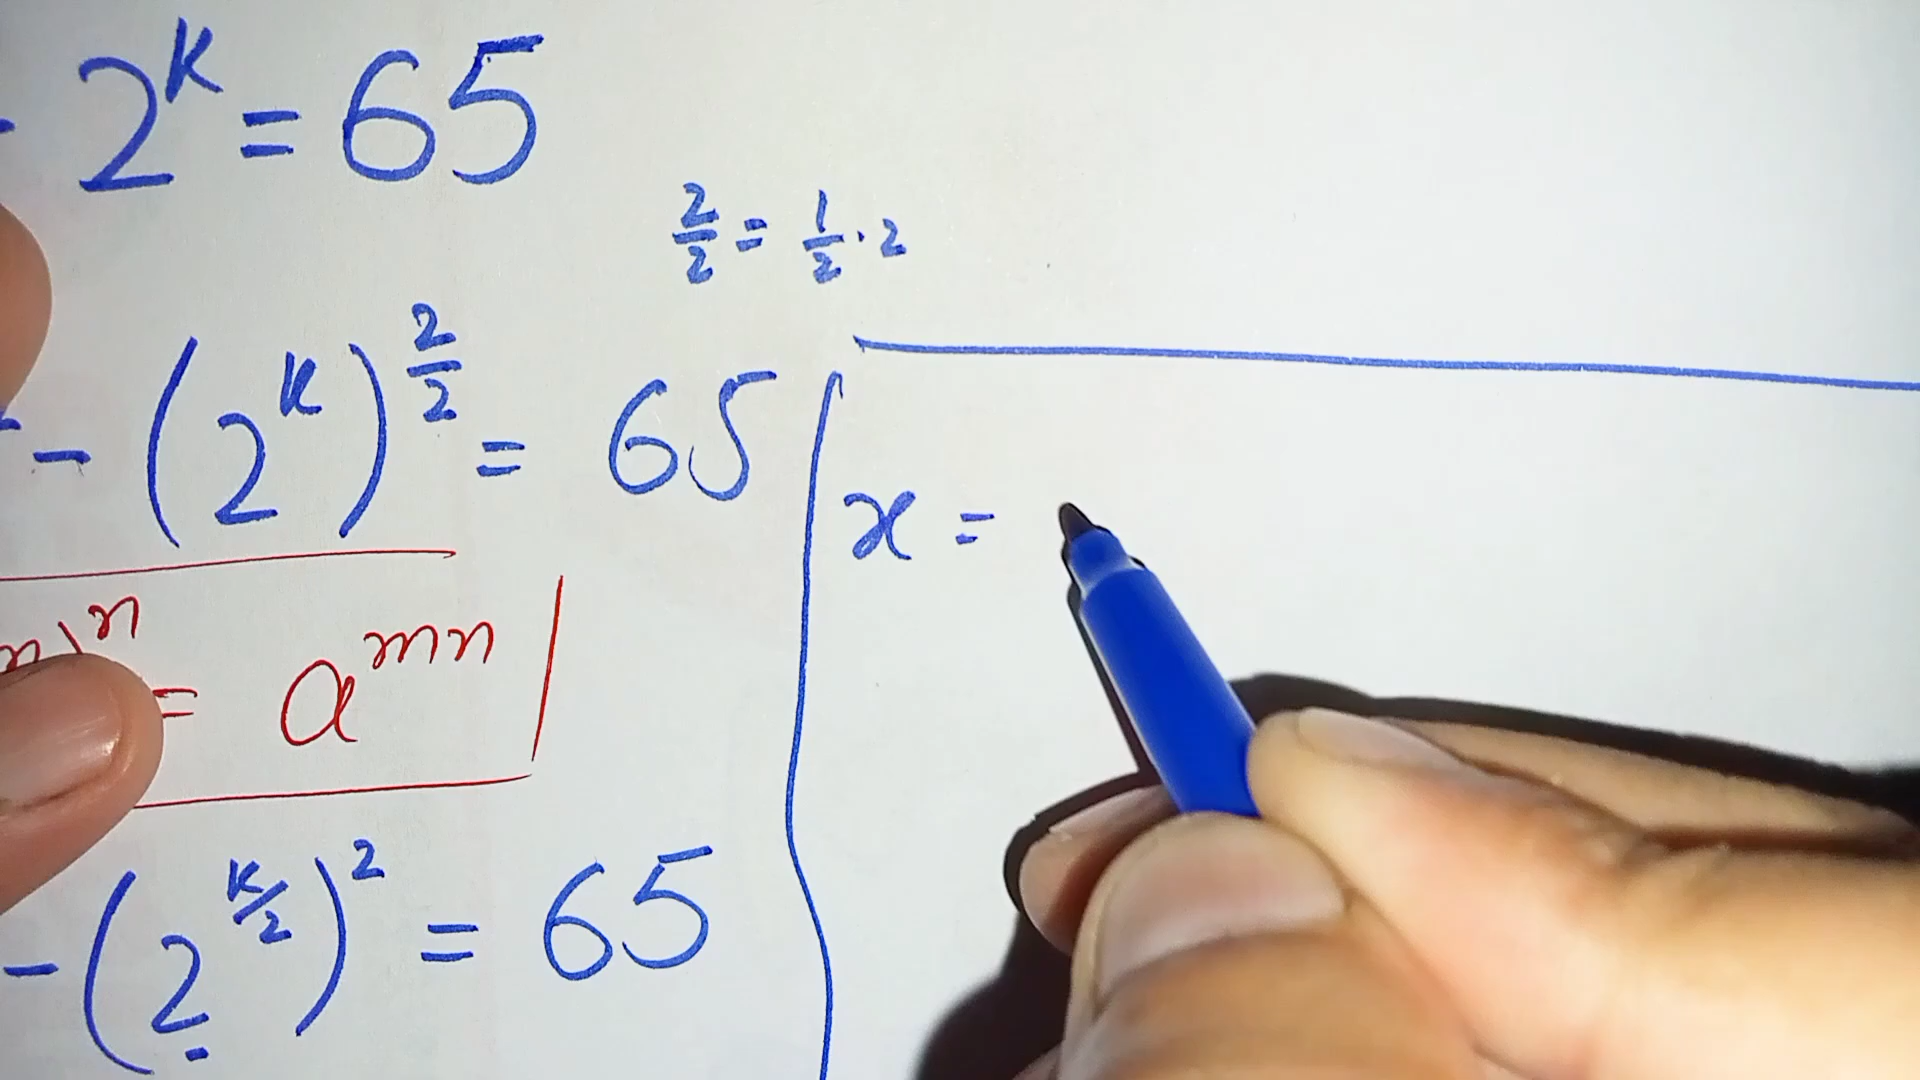 - 2^k = 65
2/2 = 1/2 · 2
- (2^k)^(2/2) = 65
x =
)^n = a^(mn)
- (2^(k/2))^2 = 65